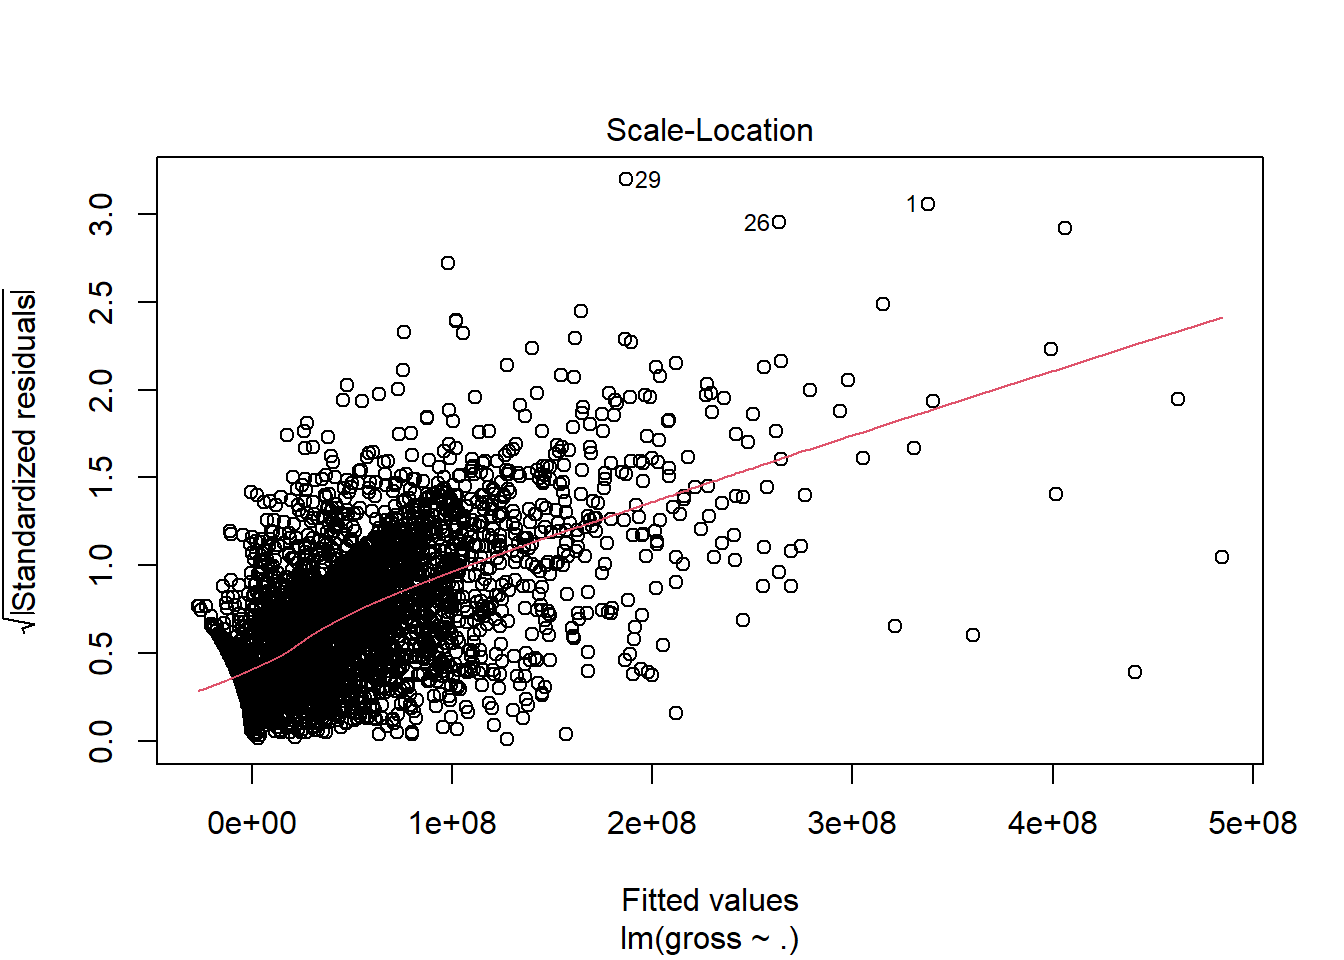 Scale-Location
√|Standardized residuals|
3.0
2.5
2.0
1.5
1.0
0.5
0.0
29
1
26
0e+00 1e+08 2e+08 3e+08 4e+08 5e+08
Fitted values
lm(gross ~ .)